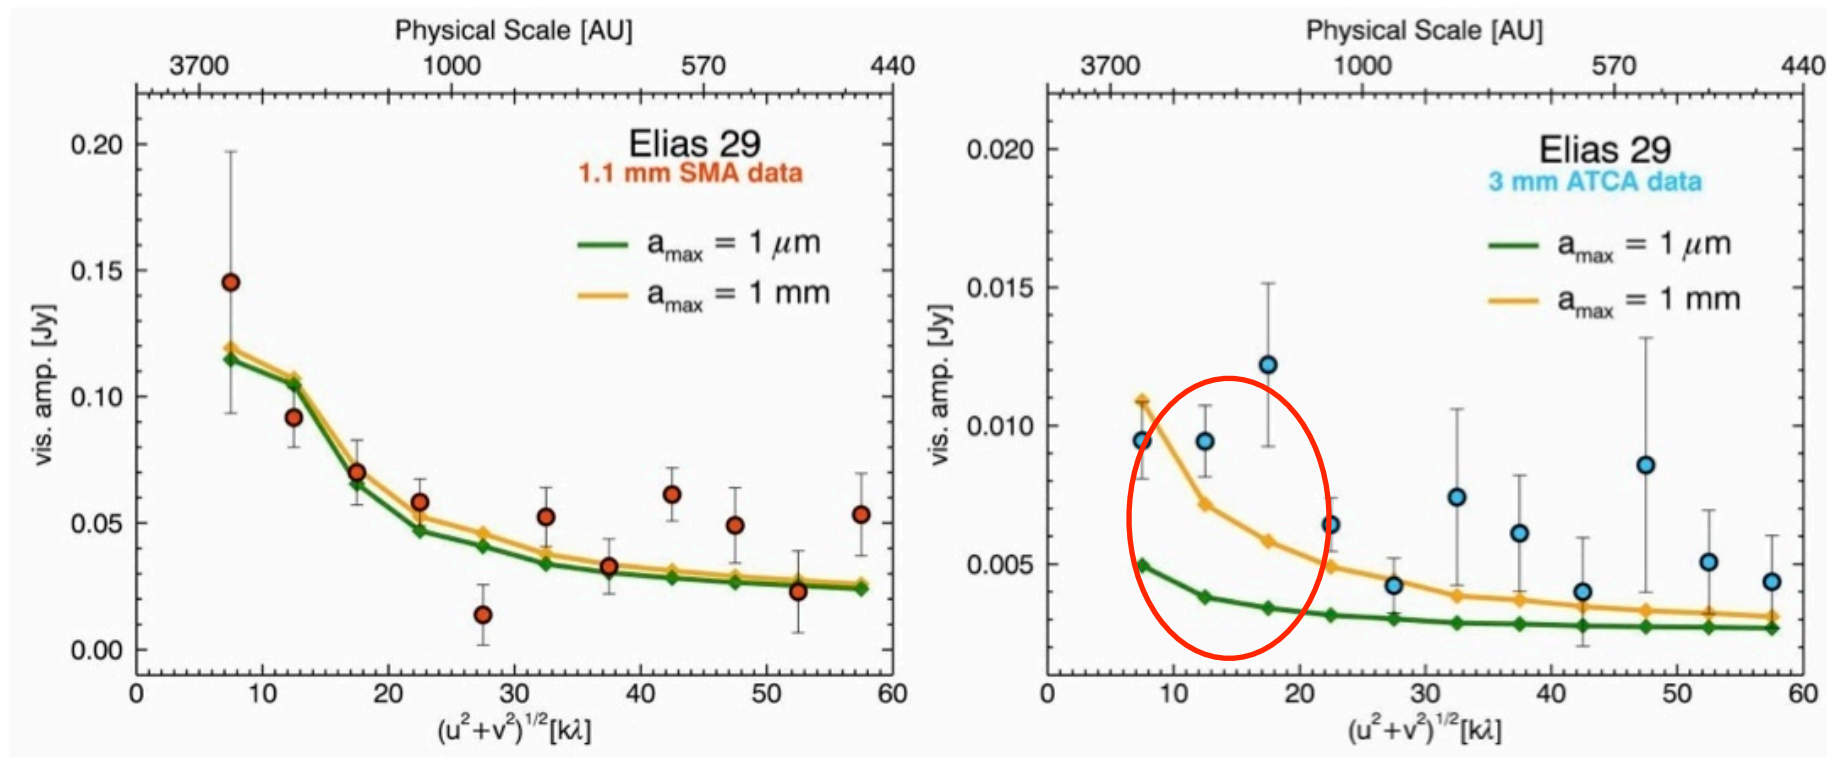 Physical Scale [AU]
3700 1000 570 440
Elias 29
1.1 mm SMA data
a_max = 1 μm
a_max = 1 mm
0.20
0.15
0.10
0.05
0.00
vis. amp. [Jy]
0 10 20 30 40 50 60
(u²+v²)^1/2[kλ]
Physical Scale [AU]
3700 1000 570 440
Elias 29
3 mm ATCA data
a_max = 1 μm
a_max = 1 mm
0.020
0.015
0.010
0.005
vis. amp. [Jy]
0 10 20 30 40 50 60
(u²+v²)^1/2[kλ]